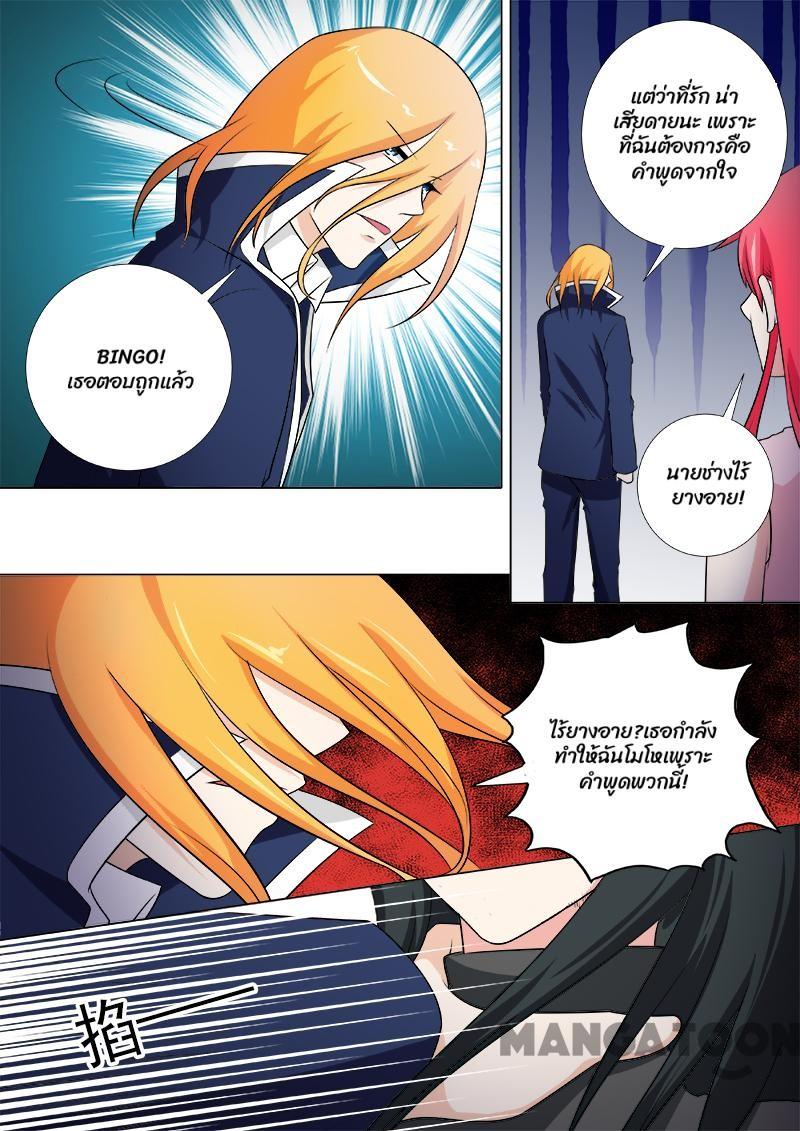 BINGO!
เธอตอบถูกแล้ว
แต่ว่าที่รัก น่า
เสียดายนะ เพราะ
ที่ฉันต้องการคือ
คำพูดจากใจ
นายช่างไร้
ยางอาย!
ไร้ยางอาย?เธอกำลัง
ทำให้ฉันโมโหเพราะ
คำพูดพวกนี้!
掐——
MANGATOON